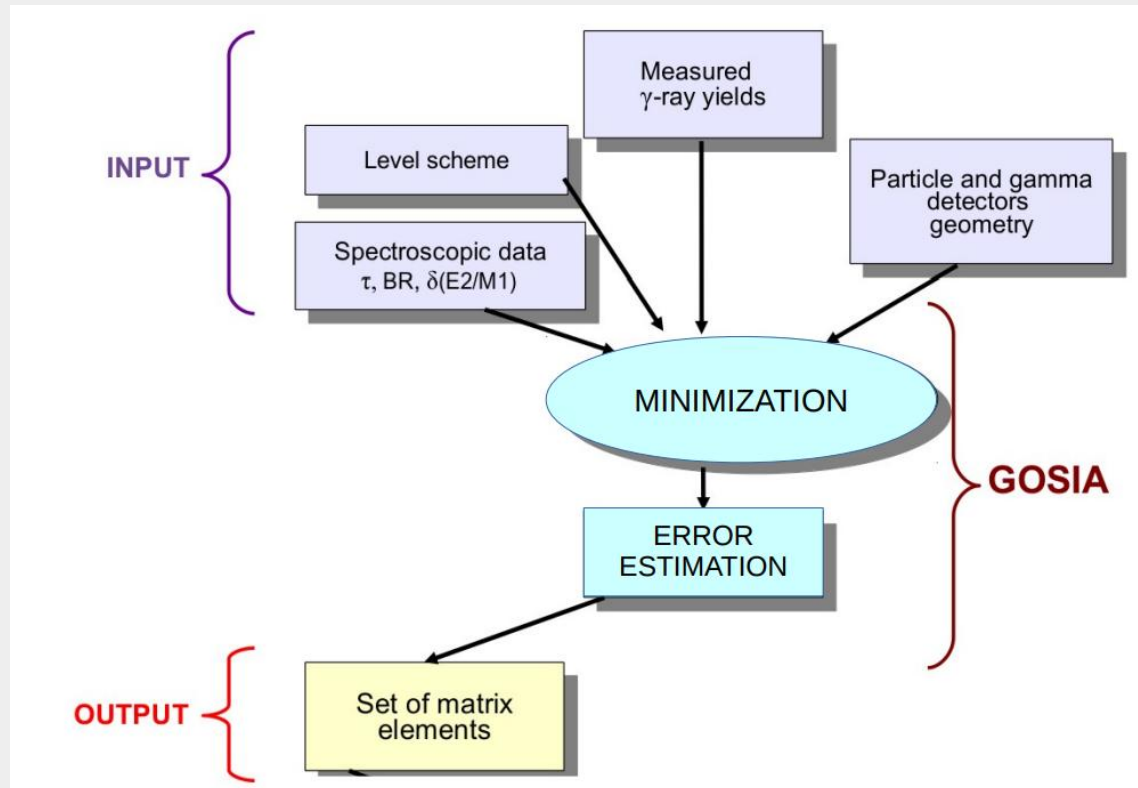 INPUT
Measured
γ-ray yields
Level scheme
Particle and gamma
detectors
geometry
Spectroscopic data
τ, BR, δ(E2/M1)
MINIMIZATION
GOSIA
ERROR
ESTIMATION
OUTPUT
Set of matrix
elements